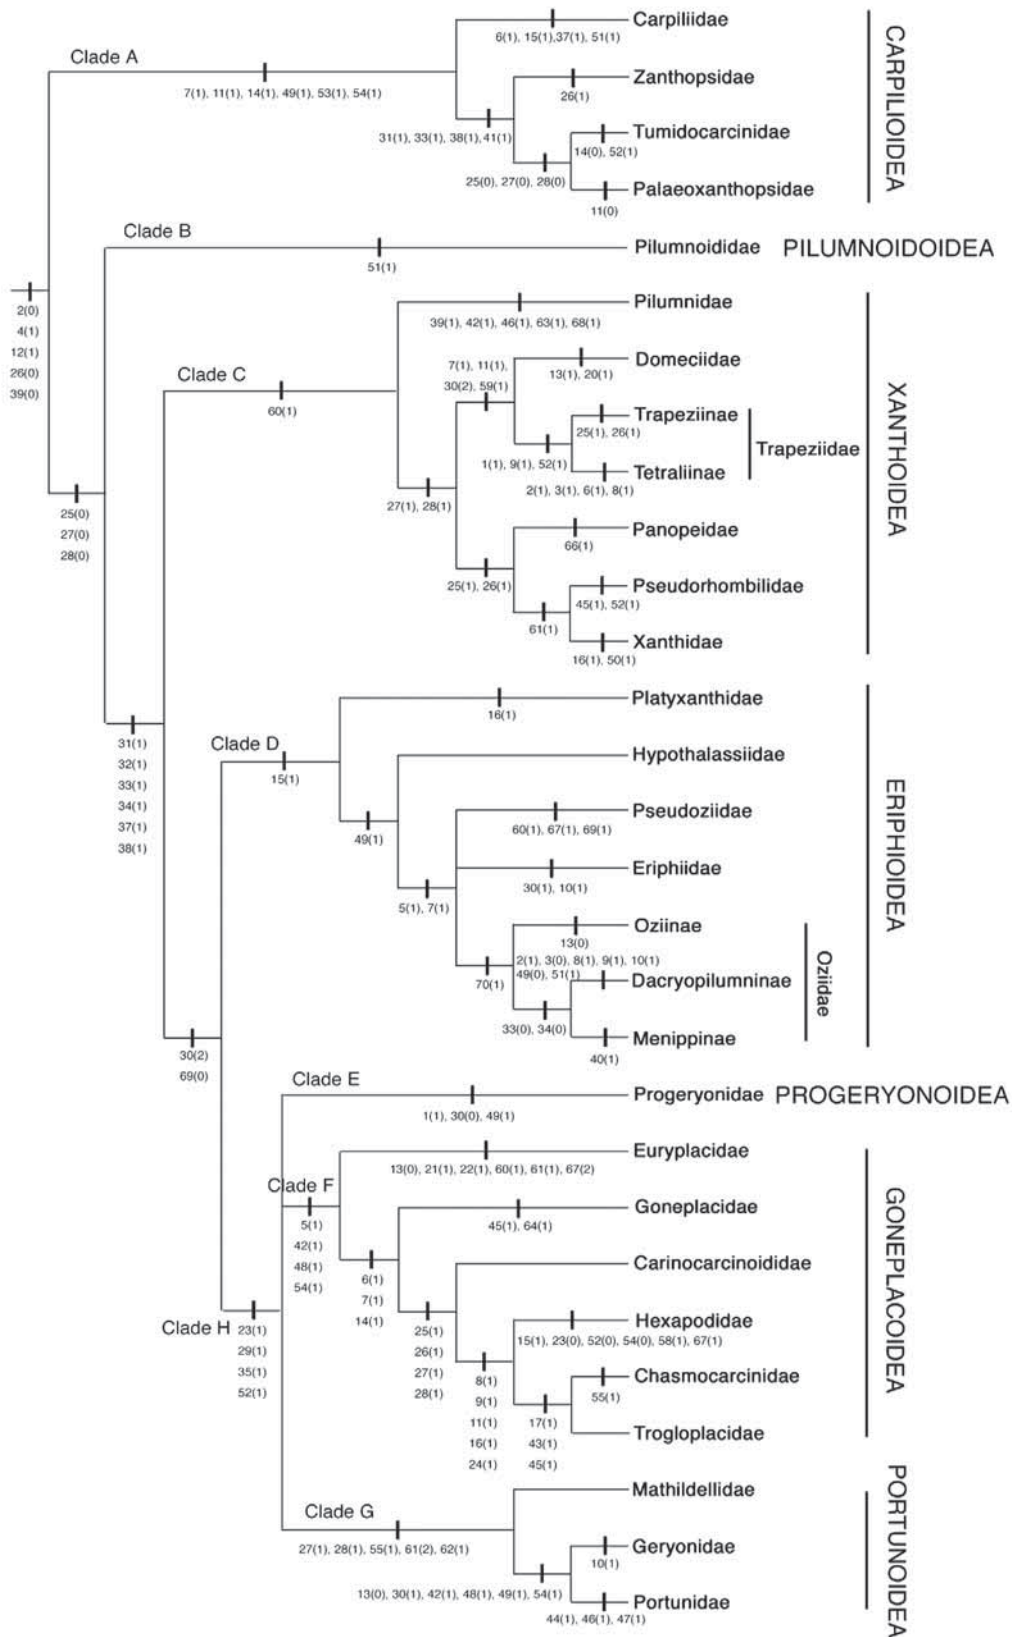 Carpiliidae
6(1), 15(1),37(1), 51(1)
Clade A
7(1), 11(1), 14(1), 49(1), 53(1), 54(1)
Zanthopsidae
26(1)
31(1), 33(1), 38(1), 41(1)
Tumidocarcinidae
14(0), 52(1)
25(0), 27(0), 28(0)
Palaeoxanthopsidae
11(0)
CARPILIOIDEA
Clade B
Pilumnoididae PILUMNOIDOIDEA
51(1)
2(0)
4(1)
12(1)
26(0)
39(0)
Pilumnidae
39(1), 42(1), 46(1), 63(1), 68(1)
Clade C
60(1)
7(1), 11(1),
30(2), 59(1)
Domeciidae
13(1), 20(1)
Trapeziinae
25(1), 26(1)
1(1), 9(1), 52(1)
Tetraliinae
2(1), 3(1), 6(1), 8(1)
Trapeziidae
27(1), 28(1)
25(0)
27(0)
28(0)
Panopeidae
66(1)
25(1), 26(1)
Pseudorhombilidae
45(1), 52(1)
61(1)
Xanthidae
16(1), 50(1)
XANTHOIDEA
31(1)
32(1)
33(1)
34(1)
37(1)
38(1)
Platyxanthidae
16(1)
Clade D
15(1)
Hypothalassiidae
49(1)
Pseudoziidae
60(1), 67(1), 69(1)
Eriphiidae
30(1), 10(1)
5(1), 7(1)
Oziinae
13(0)
2(1), 3(0), 8(1), 9(1), 10(1)
49(0), 51(1)
70(1)
Dacryopilumninae
33(0), 34(0)
Menippinae
40(1)
Oziidae
ERIPHIOIDEA
30(2)
69(0)
Clade E
Progeryonidae PROGERYONOIDEA
1(1), 30(0), 49(1)
Euryplacidae
13(0), 21(1), 22(1), 60(1), 61(1), 67(2)
Clade F
5(1)
42(1)
48(1)
54(1)
Goneplacidae
45(1), 64(1)
6(1)
7(1)
14(1)
Carinocarcinoididae
25(1)
26(1)
27(1)
28(1)
Hexapodidae
15(1), 23(0), 52(0), 54(0), 58(1), 67(1)
8(1)
9(1)
11(1)
16(1)
24(1)
Chasmocarcinidae
55(1)
17(1)
43(1)
45(1)
Trogloplacidae
GONEPLACOIDEA
Clade H
23(1)
29(1)
35(1)
52(1)
Mathildellidae
Clade G
27(1), 28(1), 55(1), 61(2), 62(1)
Geryonidae
10(1)
13(0), 30(1), 42(1), 48(1), 49(1), 54(1)
Portunidae
44(1), 46(1), 47(1)
PORTUNOIDEA